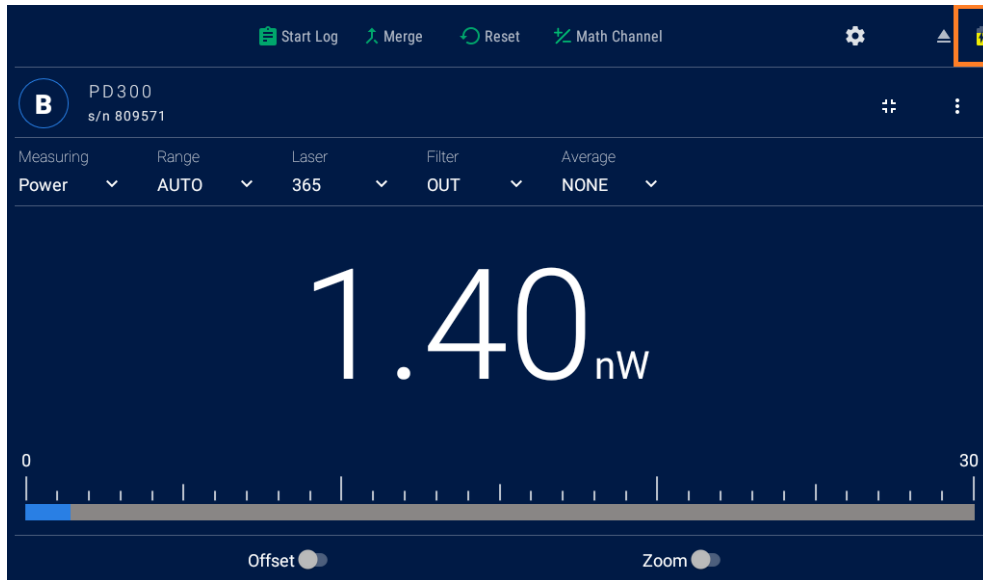 Start Log Merge Reset Math Channel
B
PD300
s/n 809571
Measuring Range Laser Filter Average
Power AUTO 365 OUT NONE
1.40 nW
0 30
Offset Zoom